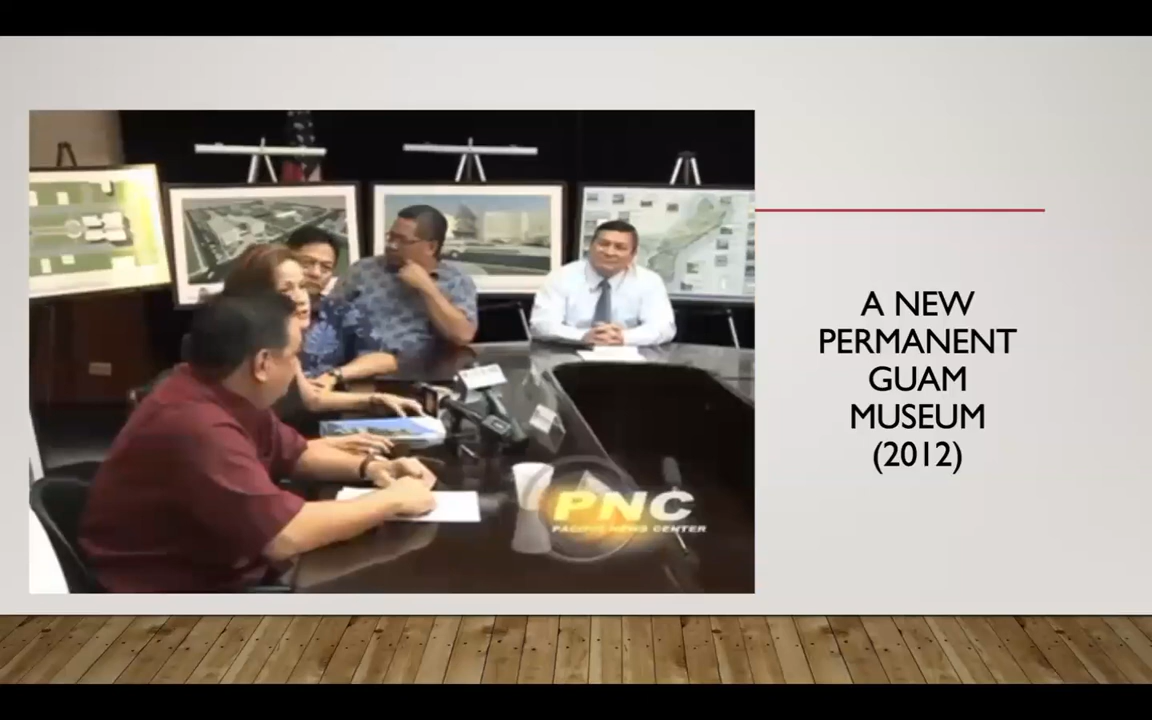 A NEW
PERMANENT
GUAM
MUSEUM
(2012)
PNC
PACIFIC NEWS CENTER